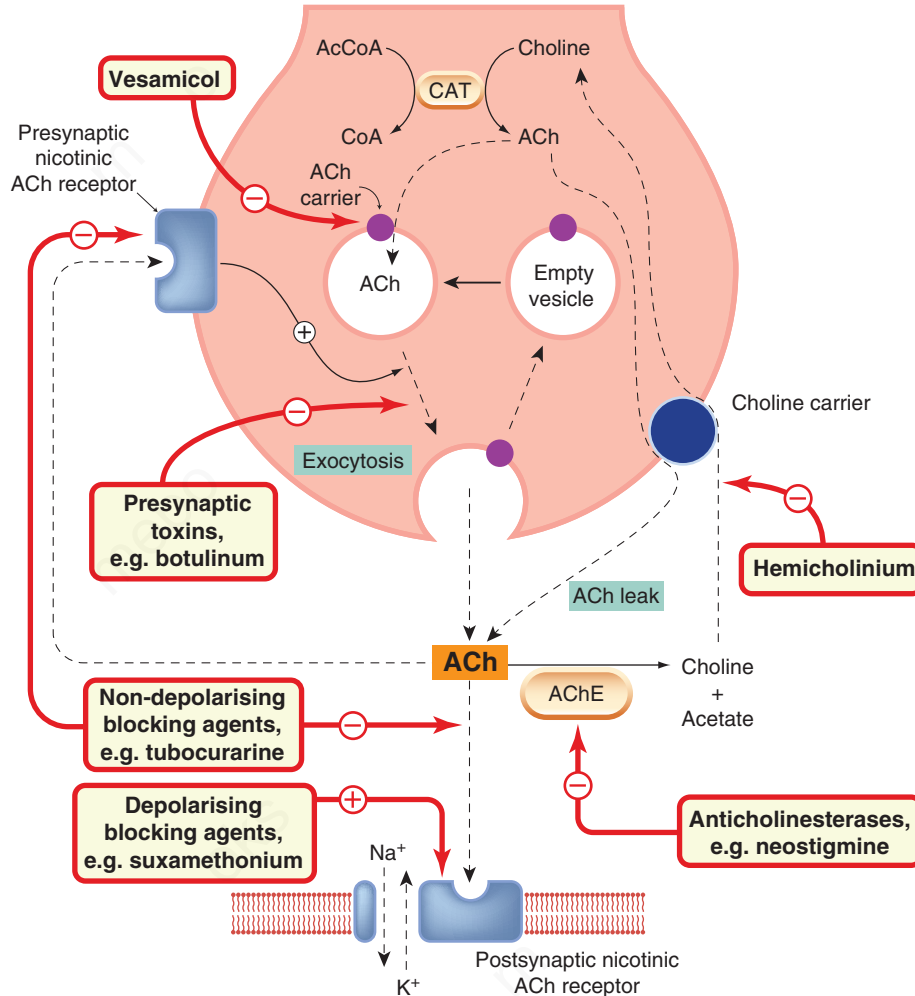 AcCoA
Choline
CAT
CoA
ACh
Vesamicol
Presynaptic
nicotinic
ACh receptor
ACh
carrier
−
−
ACh
Empty
vesicle
+
−
Exocytosis
Choline carrier
Presynaptic
toxins,
e.g. botulinum
−
Hemicholinium
ACh leak
ACh
AChE
Choline
+
Acetate
Non-depolarising
blocking agents,
e.g. tubocurarine
−
Depolarising
blocking agents,
e.g. suxamethonium
+
−
Anticholinesterases,
e.g. neostigmine
Na⁺
K⁺
Postsynaptic nicotinic
ACh receptor